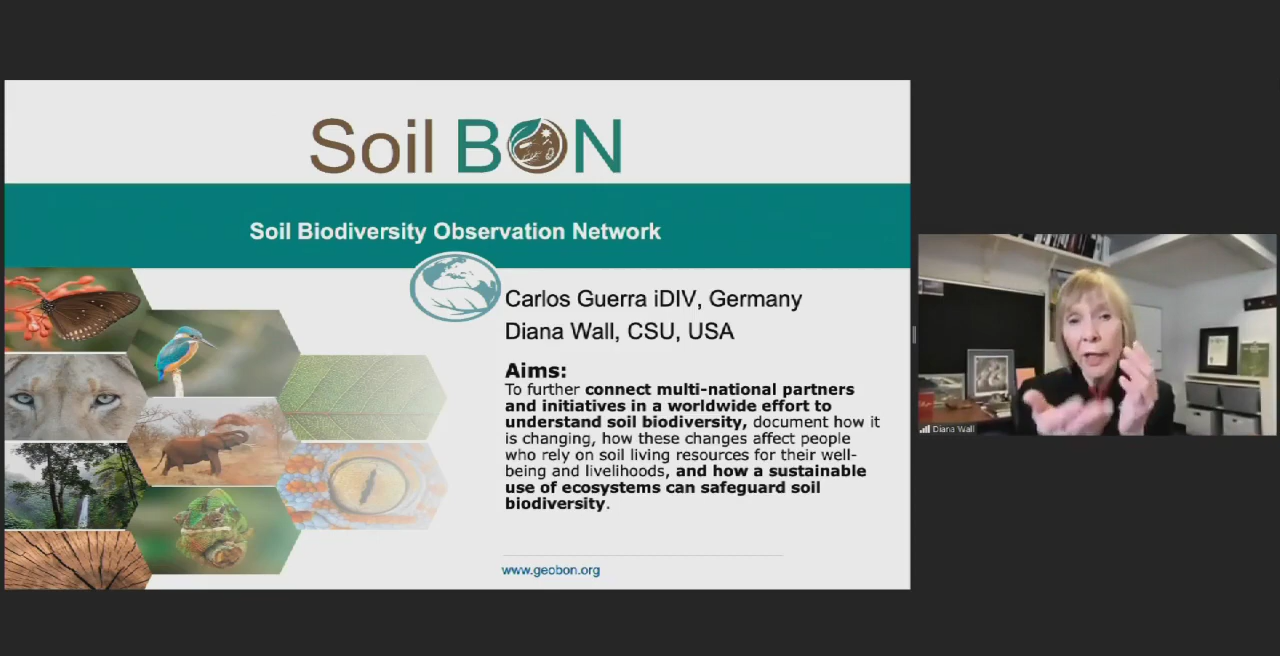 Soil BON
Soil Biodiversity Observation Network
Carlos Guerra iDIV, Germany
Diana Wall, CSU, USA
Aims:
To further connect multi-national partners
and initiatives in a worldwide effort to
understand soil biodiversity, document how it
is changing, how these changes affect people
who rely on soil living resources for their well-
being and livelihoods, and how a sustainable
use of ecosystems can safeguard soil
biodiversity.
www.geobon.org
Diana Wall